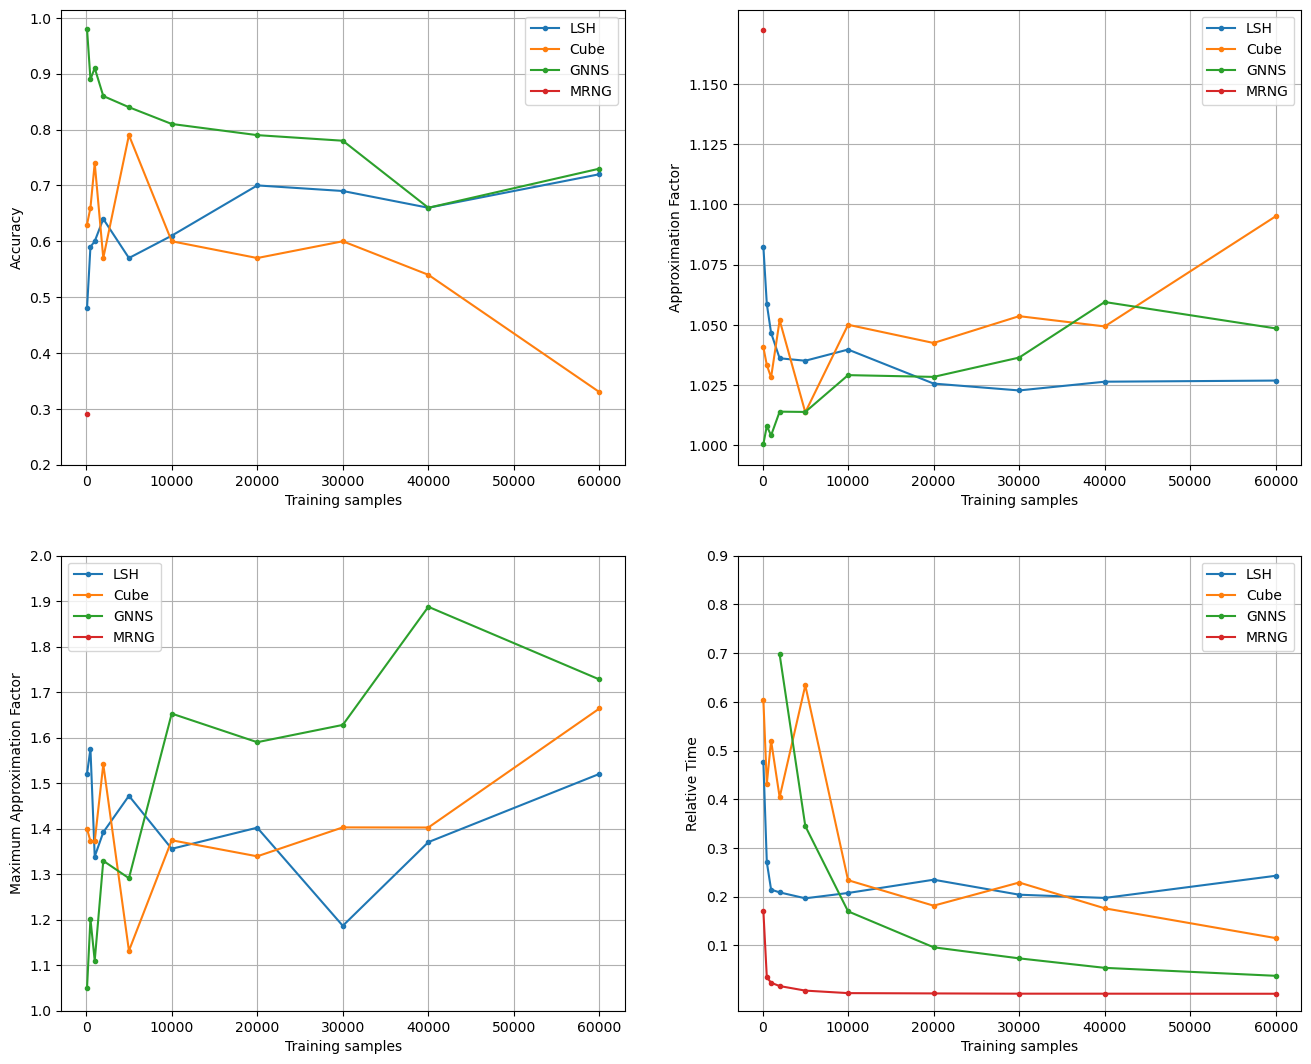 1.0
0.9
0.8
0.7
0.6
0.5
0.4
0.3
0.2
Accuracy
0
10000
20000
30000
40000
50000
60000
Training samples
LSH
Cube
GNNS
MRNG
1.150
1.125
1.100
1.075
1.050
1.025
1.000
Approximation Factor
0
10000
20000
30000
40000
50000
60000
Training samples
LSH
Cube
GNNS
MRNG
2.0
1.9
1.8
1.7
1.6
1.5
1.4
1.3
1.2
1.1
1.0
Maximum Approximation Factor
0
10000
20000
30000
40000
50000
60000
Training samples
LSH
Cube
GNNS
MRNG
0.9
0.8
0.7
0.6
0.5
0.4
0.3
0.2
0.1
Relative Time
0
10000
20000
30000
40000
50000
60000
Training samples
LSH
Cube
GNNS
MRNG